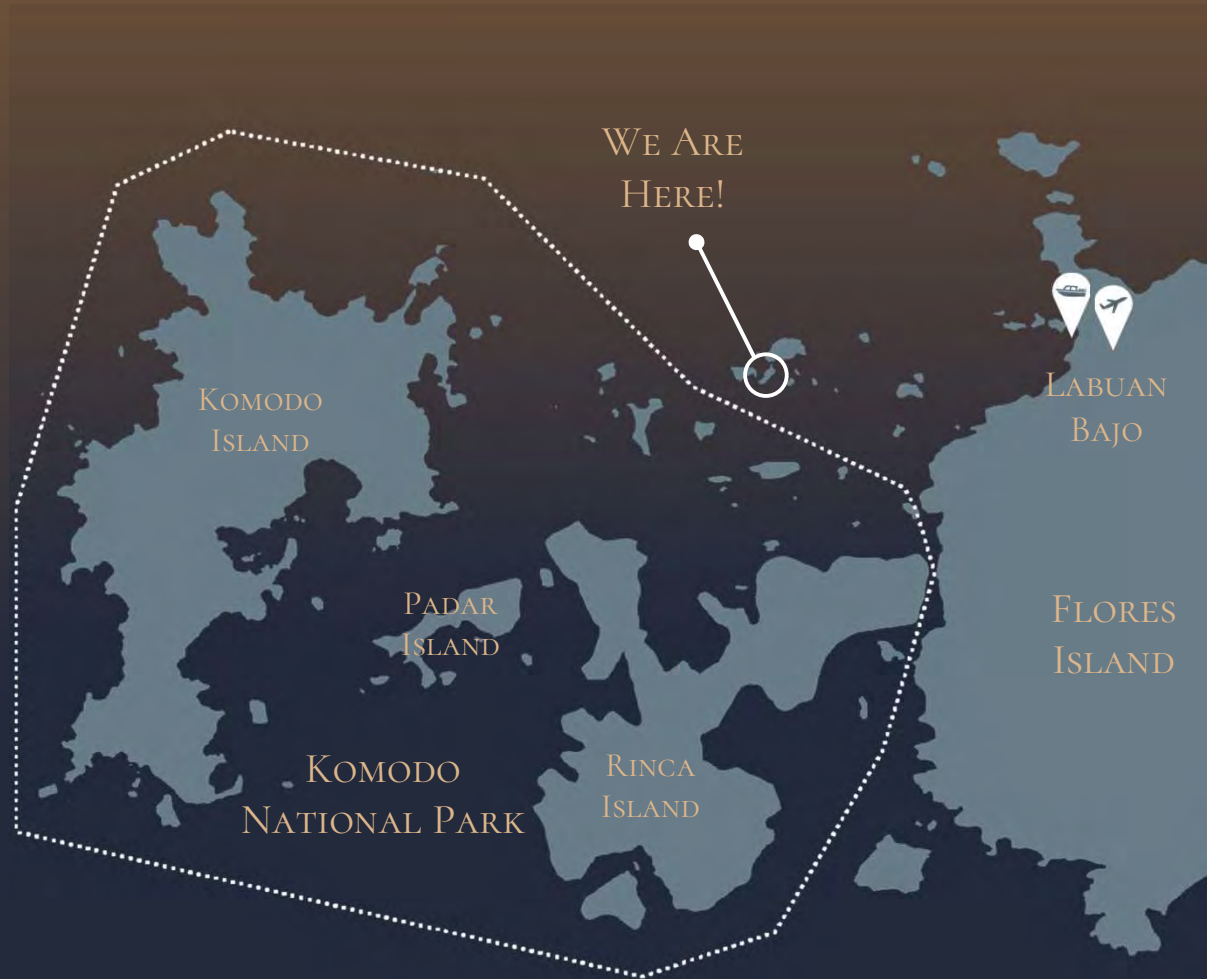 We Are
Here!
Komodo
Island
Labuan
Bajo
Padar
Island
Flores
Island
Komodo
National Park
Rinca
Island